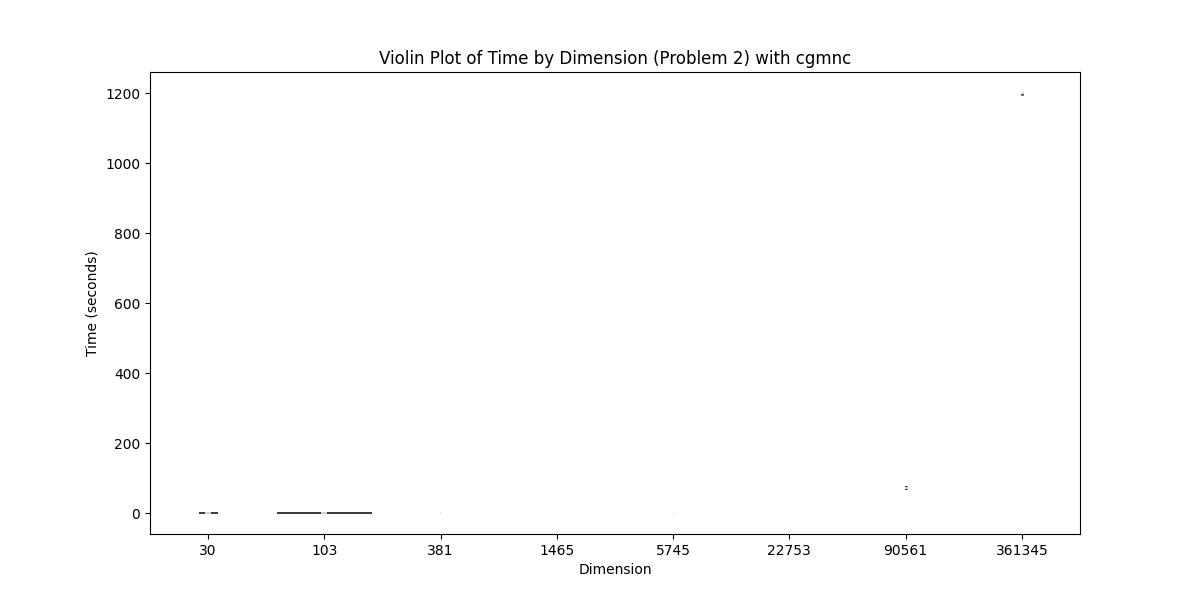 Violin Plot of Time by Dimension (Problem 2) with cgmnc
1200
1000
800
600
400
200
0
Time (seconds)
30 103 381 1465 5745 22753 90561 361345
Dimension